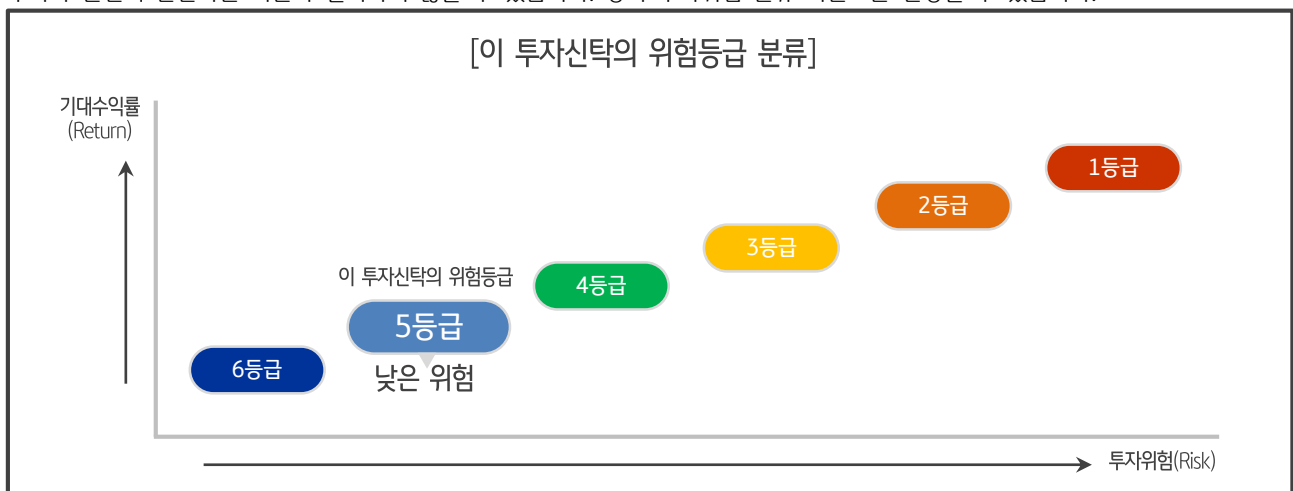 [이 투자신탁의 위험등급 분류]
기대수익률
(Return)
1등급
2등급
3등급
이 투자신탁의 위험등급
4등급
5등급
6등급
낮은 위험
투자위험(Risk)